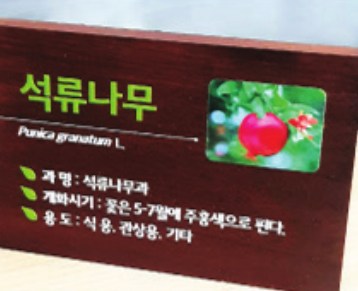 석류나무
Punica granatum L.
과 명 : 석류나무과
개화시기 : 꽃은 5-7월에 주홍색으로 핀다.
용 도 : 식 용. 관상용. 기타